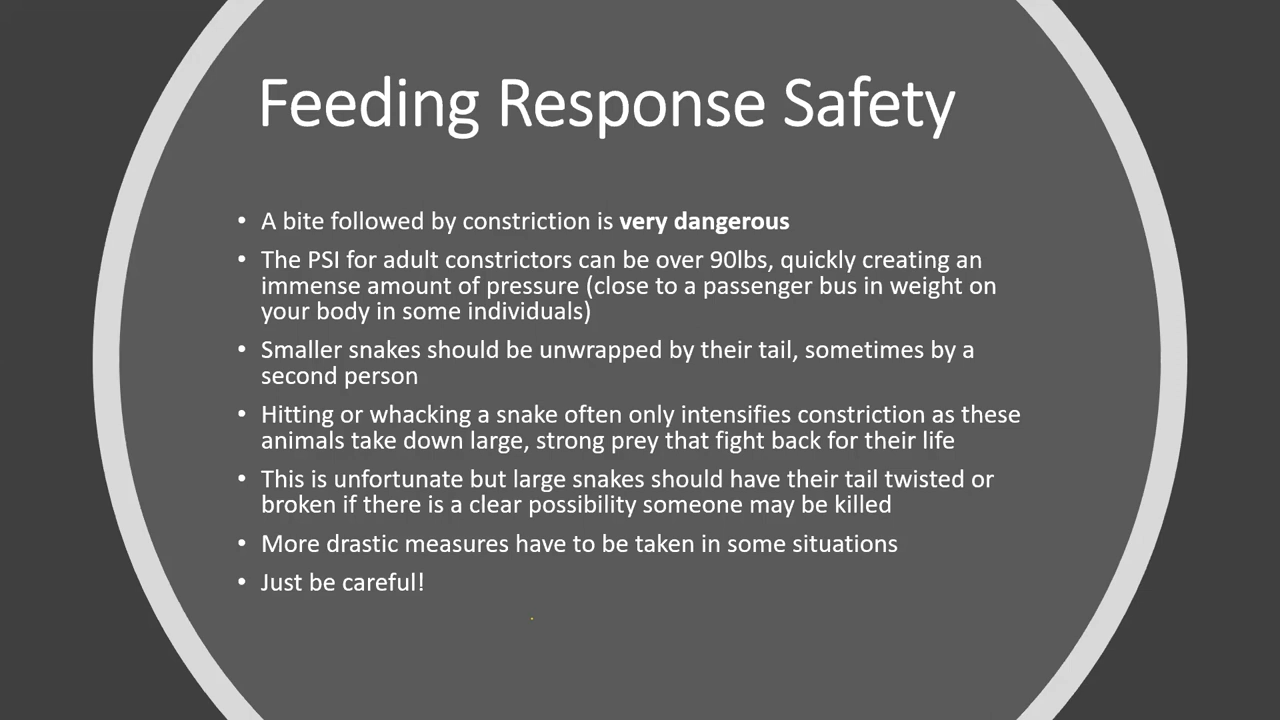 Feeding Response Safety
• A bite followed by constriction is very dangerous
• The PSI for adult constrictors can be over 90lbs, quickly creating an
immense amount of pressure (close to a passenger bus in weight on
your body in some individuals)
• Smaller snakes should be unwrapped by their tail, sometimes by a
second person
• Hitting or whacking a snake often only intensifies constriction as these
animals take down large, strong prey that fight back for their life
• This is unfortunate but large snakes should have their tail twisted or
broken if there is a clear possibility someone may be killed
• More drastic measures have to be taken in some situations
• Just be careful!